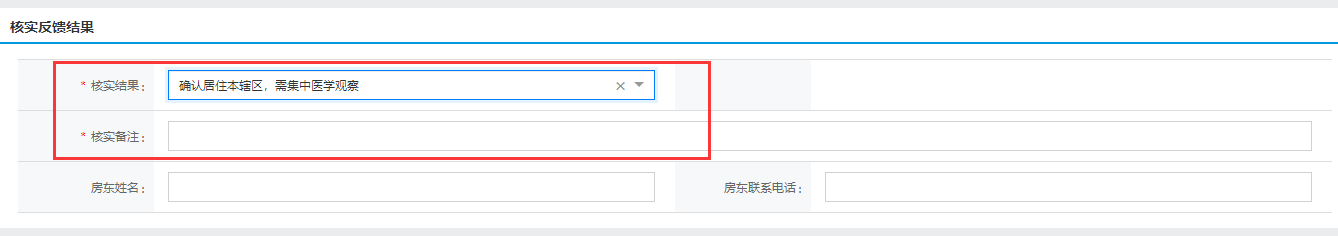 核实反馈结果
* 核实结果： 确认居住本辖区，需集中医学观察 ×
* 核实备注：
房东姓名： 房东联系电话：